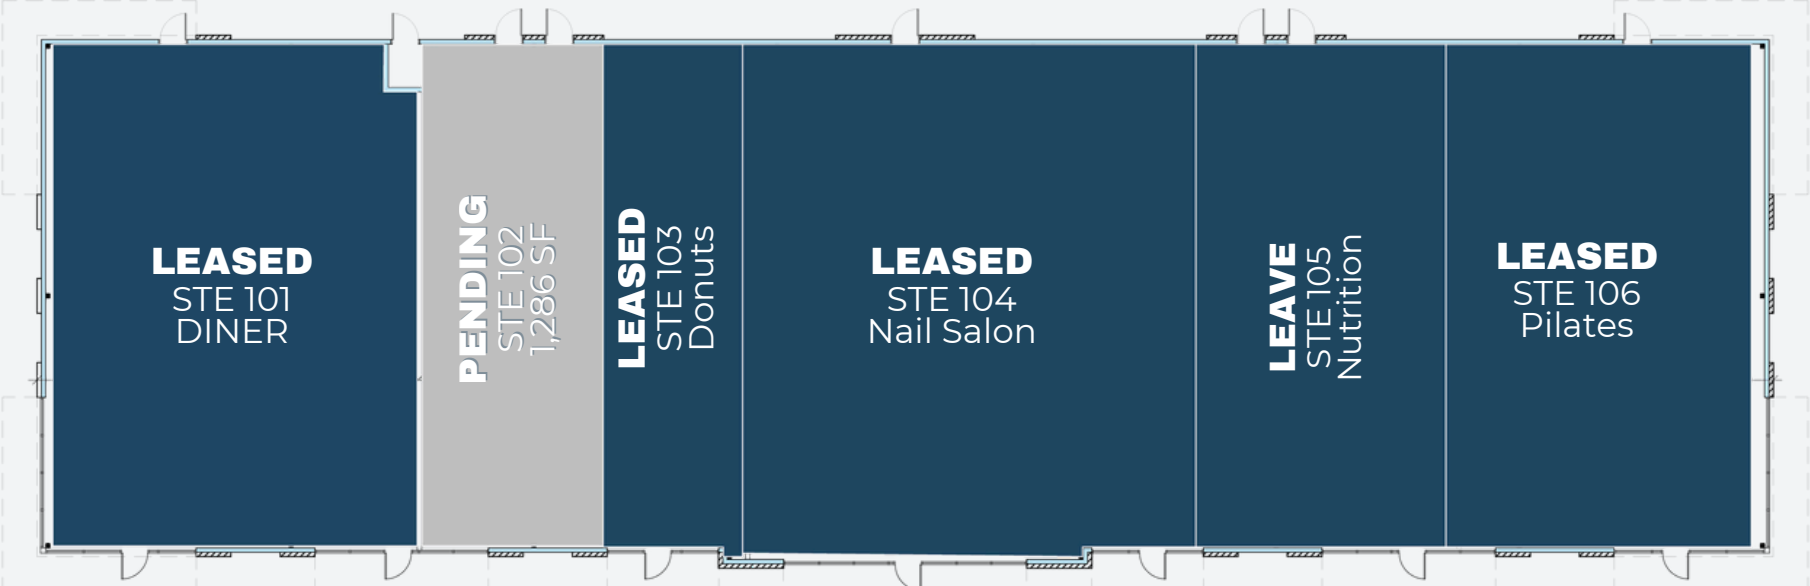 LEASED
STE 101
DINER
PENDING
STE 102
1,286 SF
LEASED
STE 103
Donuts
LEASED
STE 104
Nail Salon
LEAVE
STE 105
Nutrition
LEASED
STE 106
Pilates